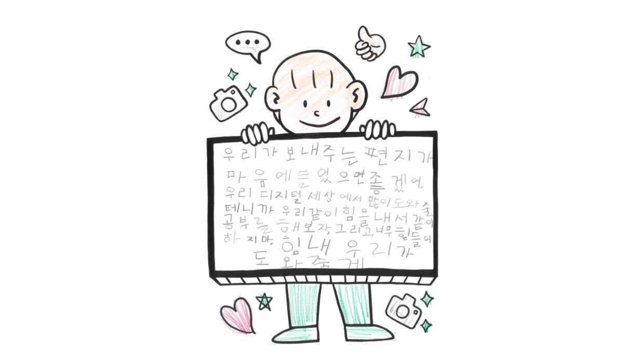 우리가 보내주는 편지가
마음에 들었으면 좋겠어,
우리 디지털 세상에서 많이 도와줄
테니까 우리같이 힘을 내서 같이
공부를 해보자, 그리고 너무 힘들어
하지마, 힘내 우리가
도와줄게